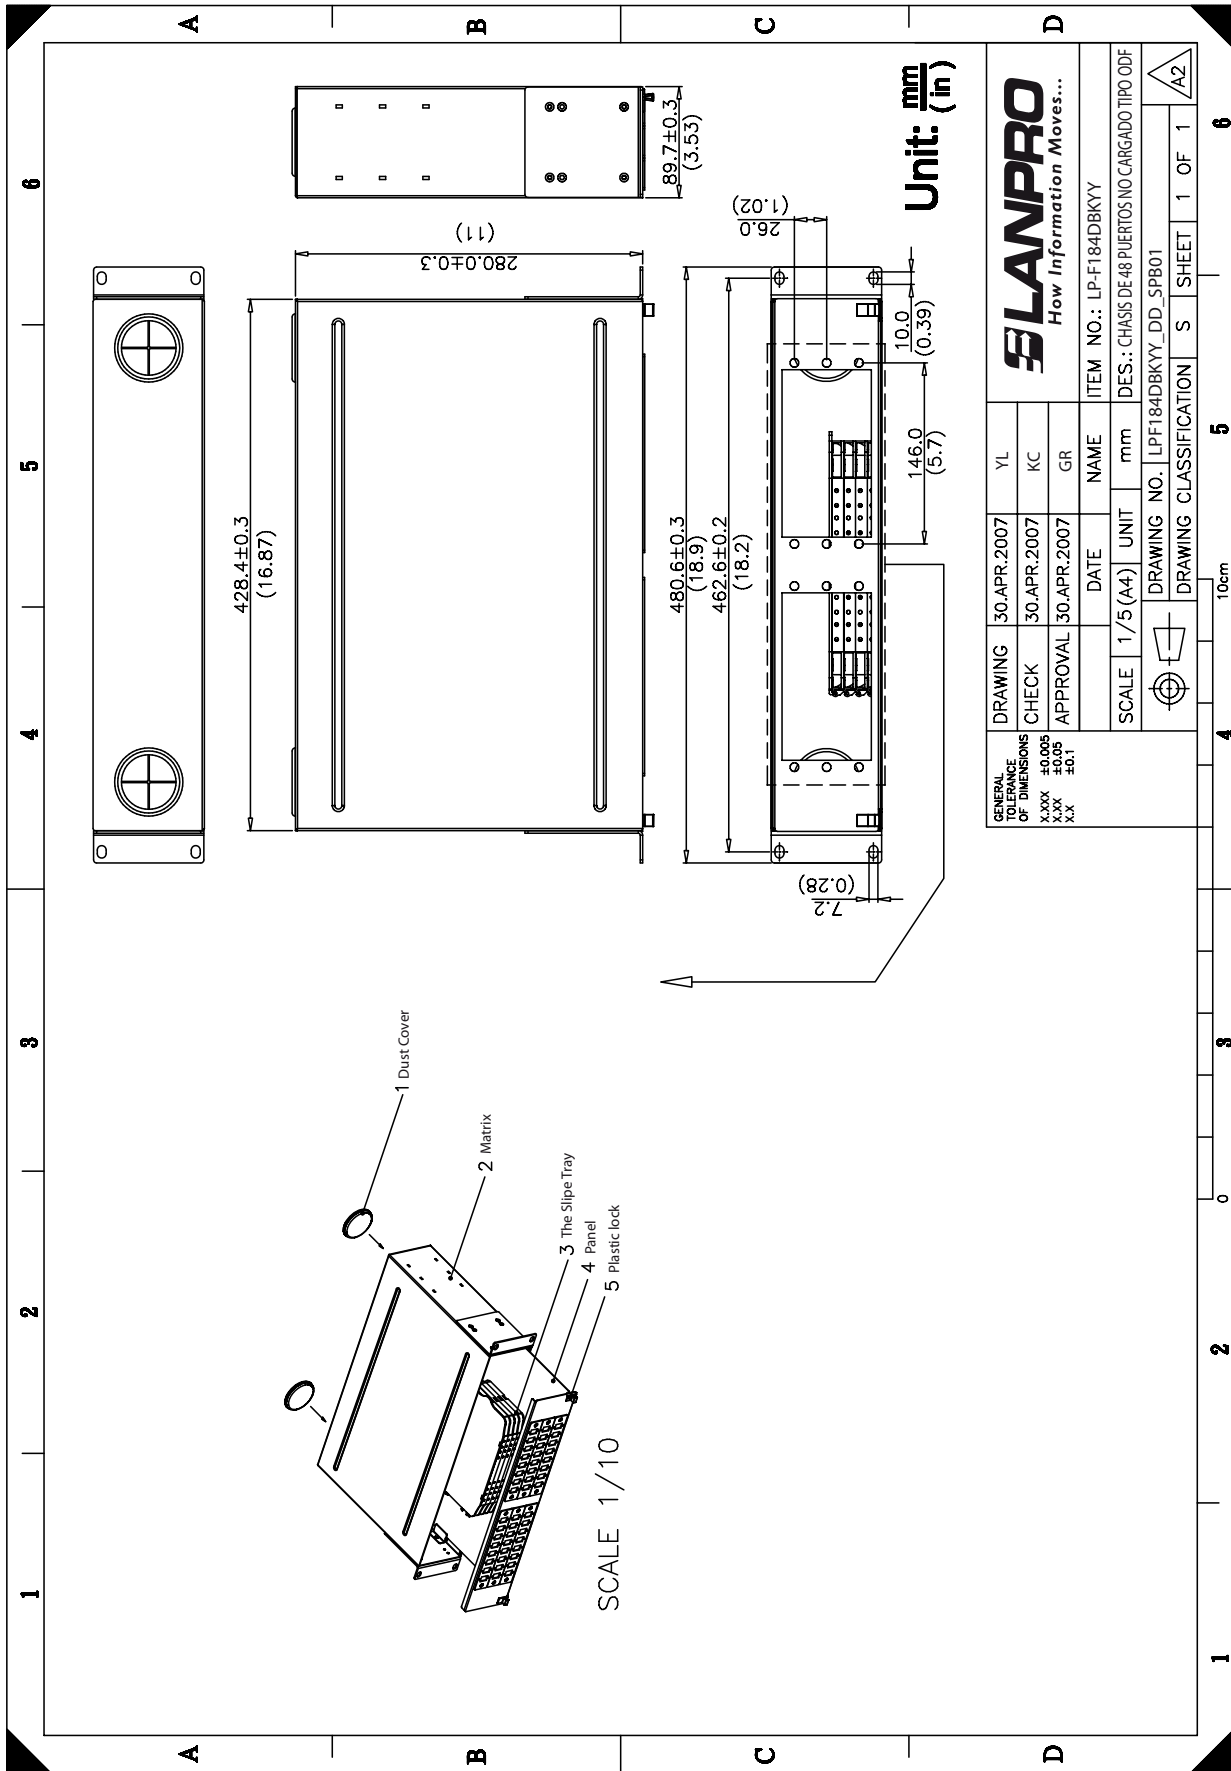 A
B
C
D
6
5
4
3
2
1
89.7±0.3
(3.53)
280.0±0.3
(11)
428.4±0.3
(16.87)
480.6±0.3
(18.9)
462.6±0.2
(18.2)
26.0
(1.02)
10.0
(0.39)
146.0
(5.7)
7.2
(0.28)
Unit: mm
(in)
1 Dust Cover
2 Matrix
3 The Slipe Tray
4 Panel
5 Plastic lock
SCALE 1/10
GENERAL
TOLERANCE
OF DIMENSIONS
X.XXX ±0.005
X.XX ±0.05
X.X ±0.1
DRAWING 30.APR.2007 YL
CHECK 30.APR.2007 KC
APPROVAL 30.APR.2007 GR
DATE NAME
SCALE 1/5(A4) UNIT mm
LANPRO
How Information Moves...
ITEM NO.: LP-F184DBKYY
DES.: CHASIS DE 48 PUERTOS NO CARGADO TIPO ODF
DRAWING NO. LPF184DBKYY_DD_SPB01
DRAWING CLASSIFICATION S SHEET 1 OF 1
A2
0
10cm
1
2
3
4
5
6
A
B
C
D